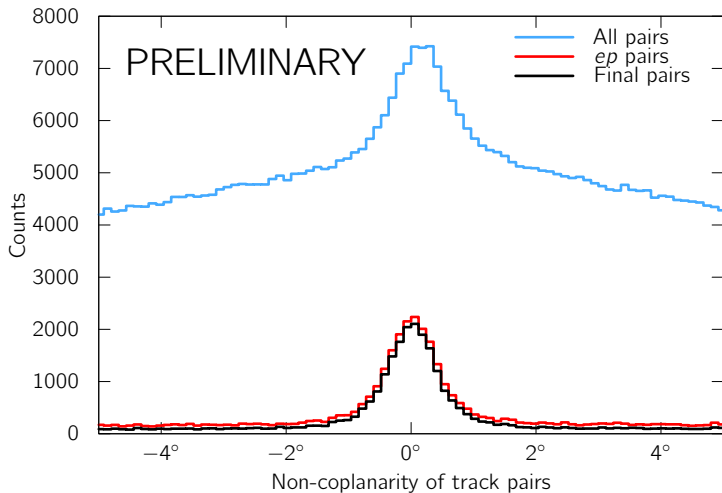 8000
7000
6000
5000
4000
3000
2000
1000
0
Counts
PRELIMINARY
All pairs
ep pairs
Final pairs
−4° −2° 0° 2° 4°
Non-coplanarity of track pairs